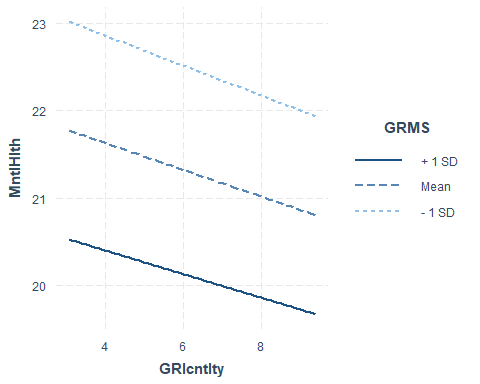 23
22
21
20
MntlHlth
4
6
8
GRIcntlty
GRMS
+ 1 SD
Mean
- 1 SD